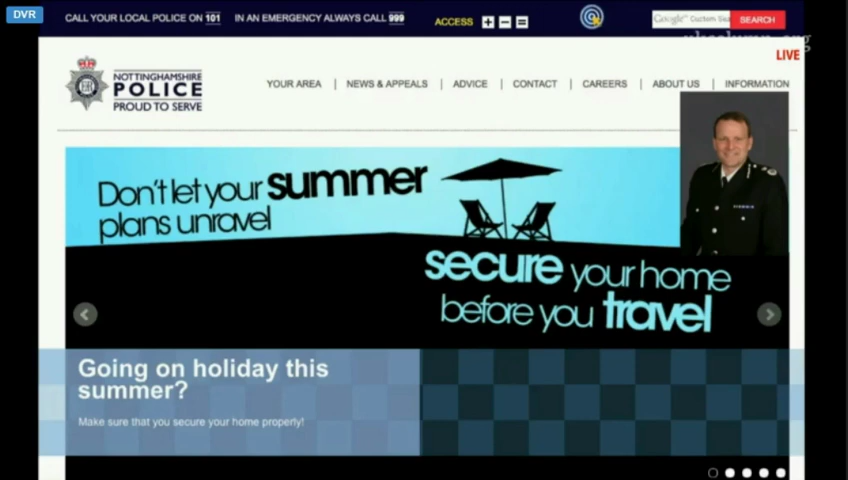 DVR
CALL YOUR LOCAL POLICE ON 101 IN AN EMERGENCY ALWAYS CALL 999
ACCESS + - =
Google SEARCH
LIVE
NOTTINGHAMSHIRE
POLICE
PROUD TO SERVE
YOUR AREA | NEWS & APPEALS | ADVICE | CONTACT | CAREERS | ABOUT US | INFORMATION
Don't let your summer
plans unravel
secure your home
before you travel
Going on holiday this
summer?
Make sure that you secure your home properly!